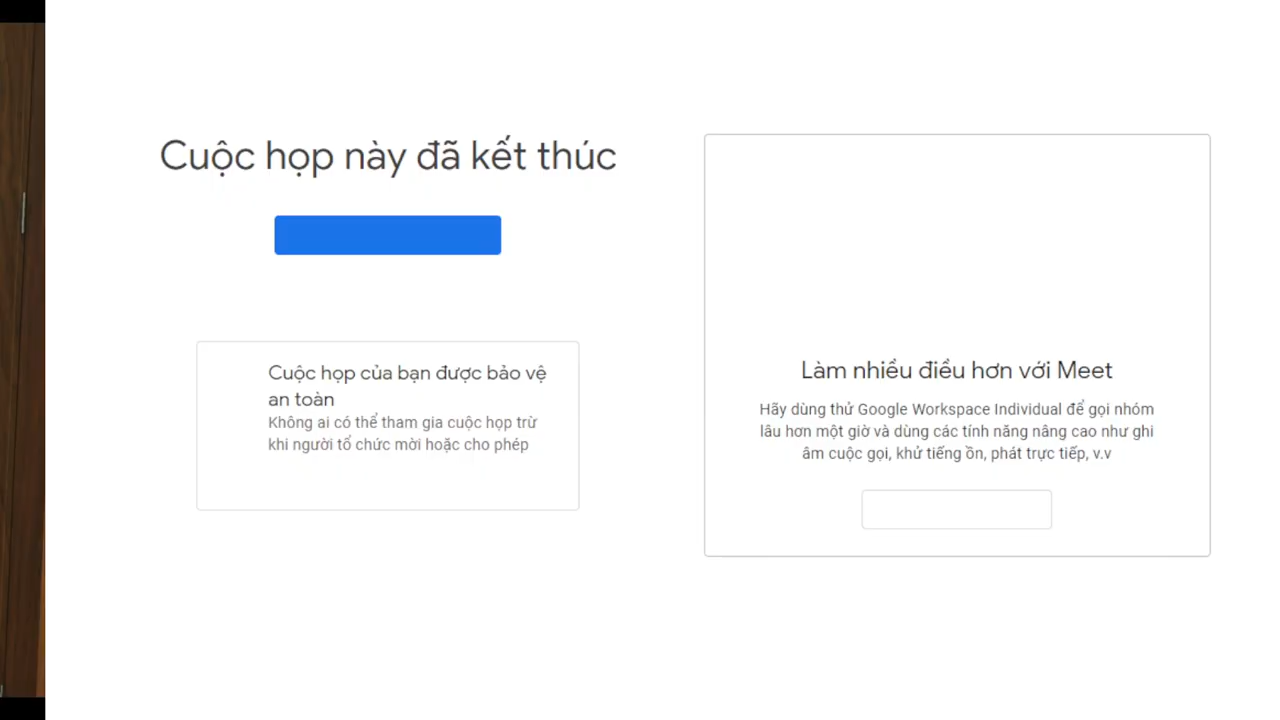 Cuộc họp này đã kết thúc
Cuộc họp của bạn được bảo vệ
an toàn
Không ai có thể tham gia cuộc họp trừ
khi người tổ chức mời hoặc cho phép
Làm nhiều điều hơn với Meet
Hãy dùng thử Google Workspace Individual để gọi nhóm
lâu hơn một giờ và dùng các tính năng nâng cao như ghi
âm cuộc gọi, khử tiếng ồn, phát trực tiếp, v.v